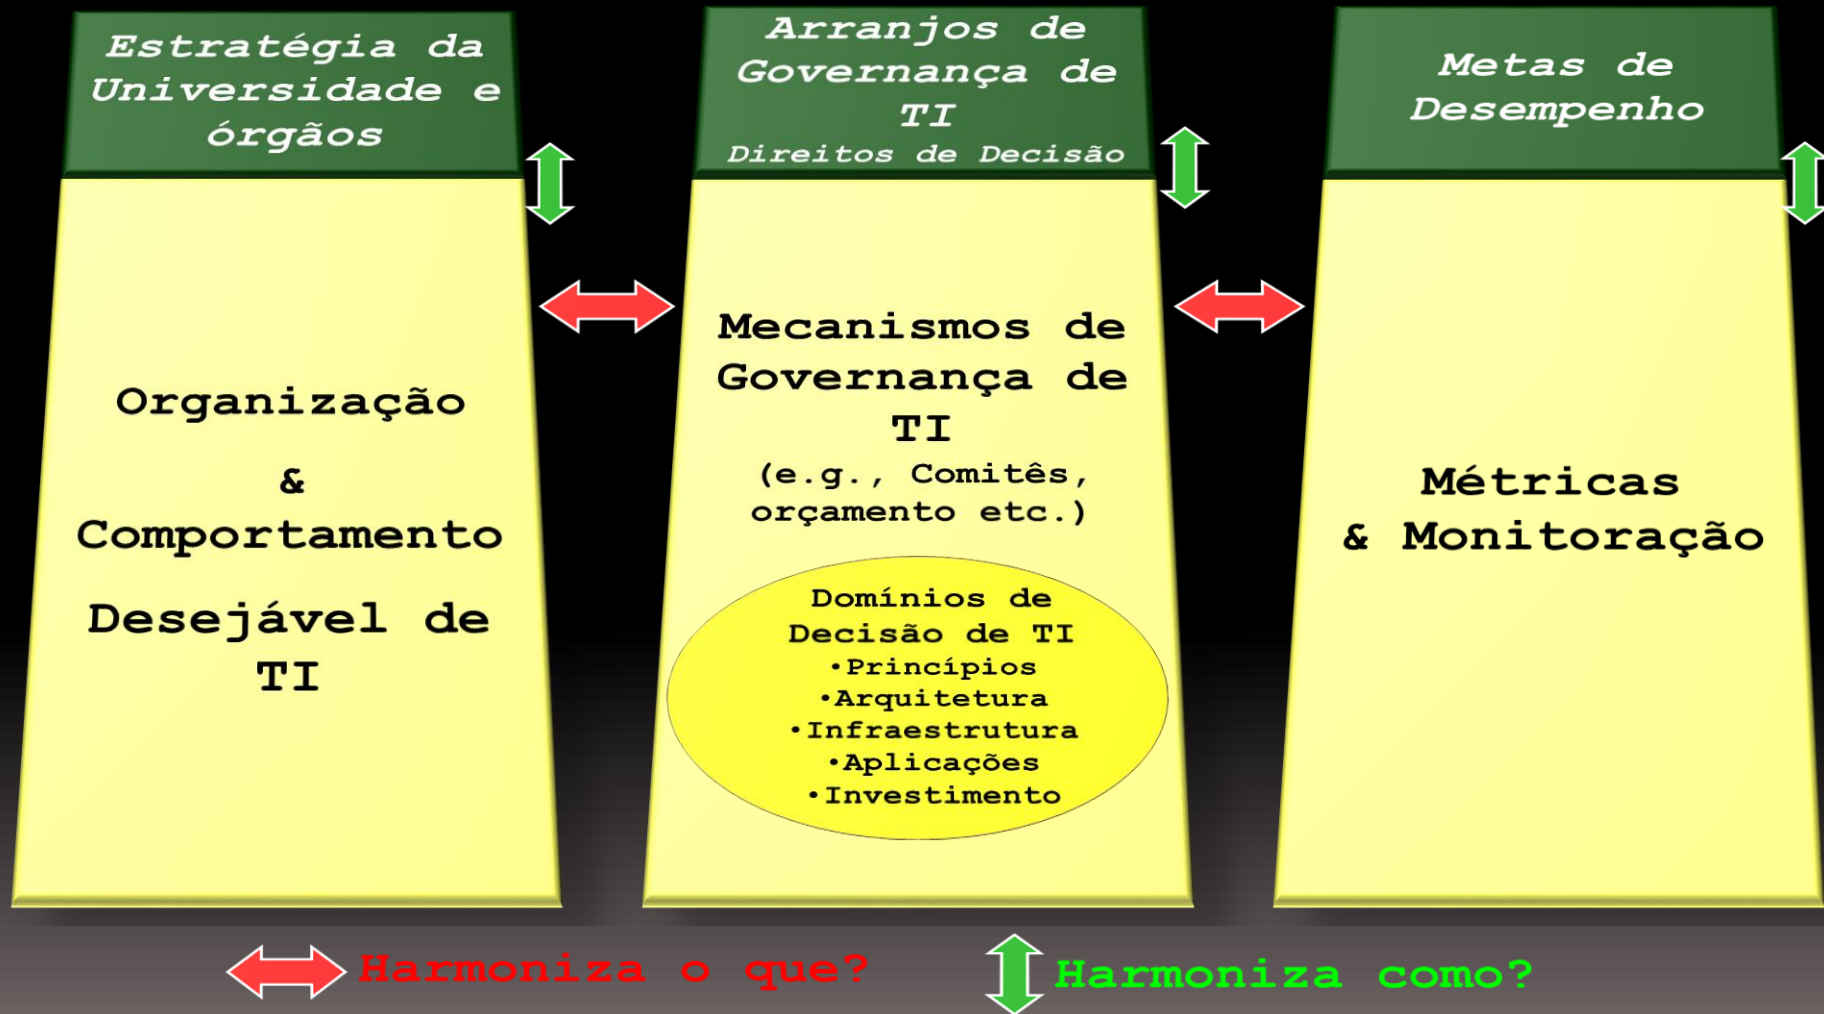 Estratégia da
Universidade e
órgãos
Organização
&
Comportamento
Desejável de
TI
Arranjos de
Governança de
TI
Direitos de Decisão
Mecanismos de
Governança de
TI
(e.g., Comitês,
orçamento etc.)
Domínios de
Decisão de TI
•Princípios
•Arquitetura
•Infraestrutura
•Aplicações
•Investimento
Metas de
Desempenho
Métricas
& Monitoração
Harmoniza o que?
Harmoniza como?